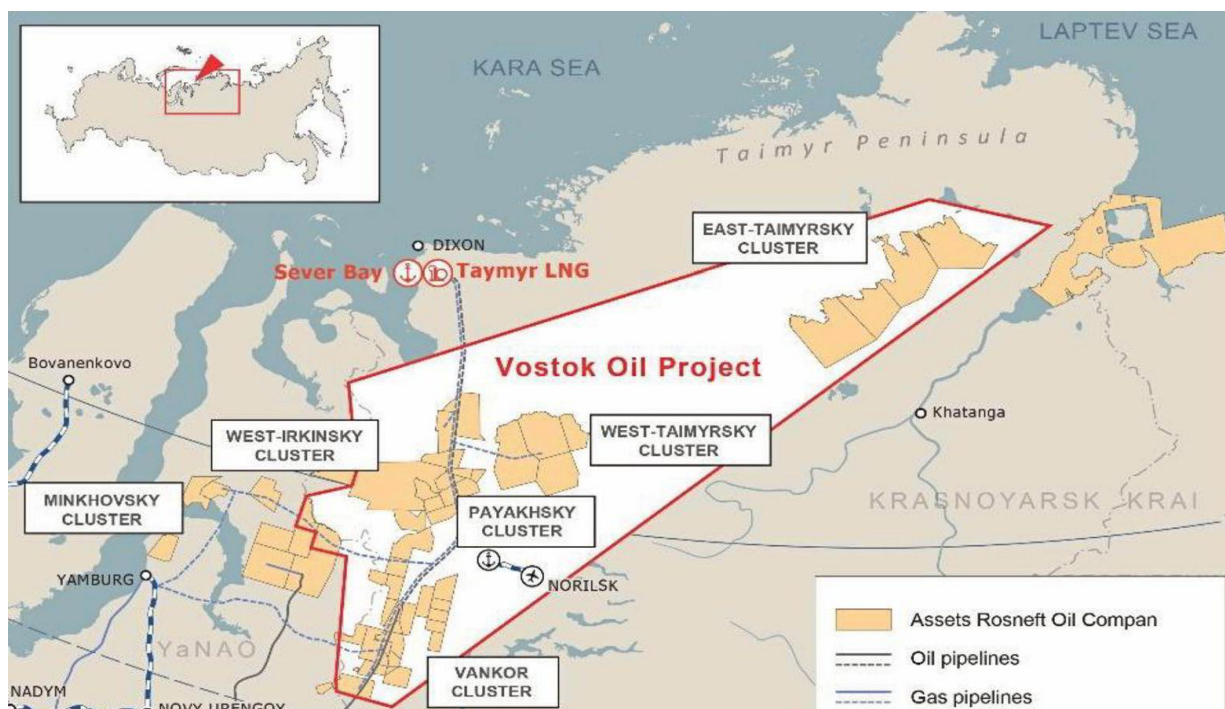 LAPTEV SEA
KARA SEA
Taimyr Peninsula
EAST-TAIMYRSKY
CLUSTER
DIXON
Sever Bay
Taymyr LNG
Vostok Oil Project
Bovanenkovo
Khatanga
WEST-IRKINSKY
CLUSTER
WEST-TAIMYRSKY
CLUSTER
MINKHOVSKY
CLUSTER
PAYAKHSKY
CLUSTER
KRASNOYARSK KRAI
YAMBURG
NORILSK
YaNAO
VANKOR
CLUSTER
NADYM
NOVY URENGOY
Assets Rosneft Oil Compan
Oil pipelines
Gas pipelines